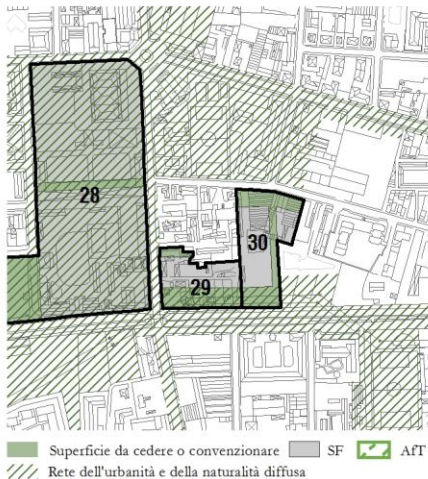 28
30
29
Superficie da cedere o convenzionare SF AfT
Rete dell'urbanità e della naturalità diffusa